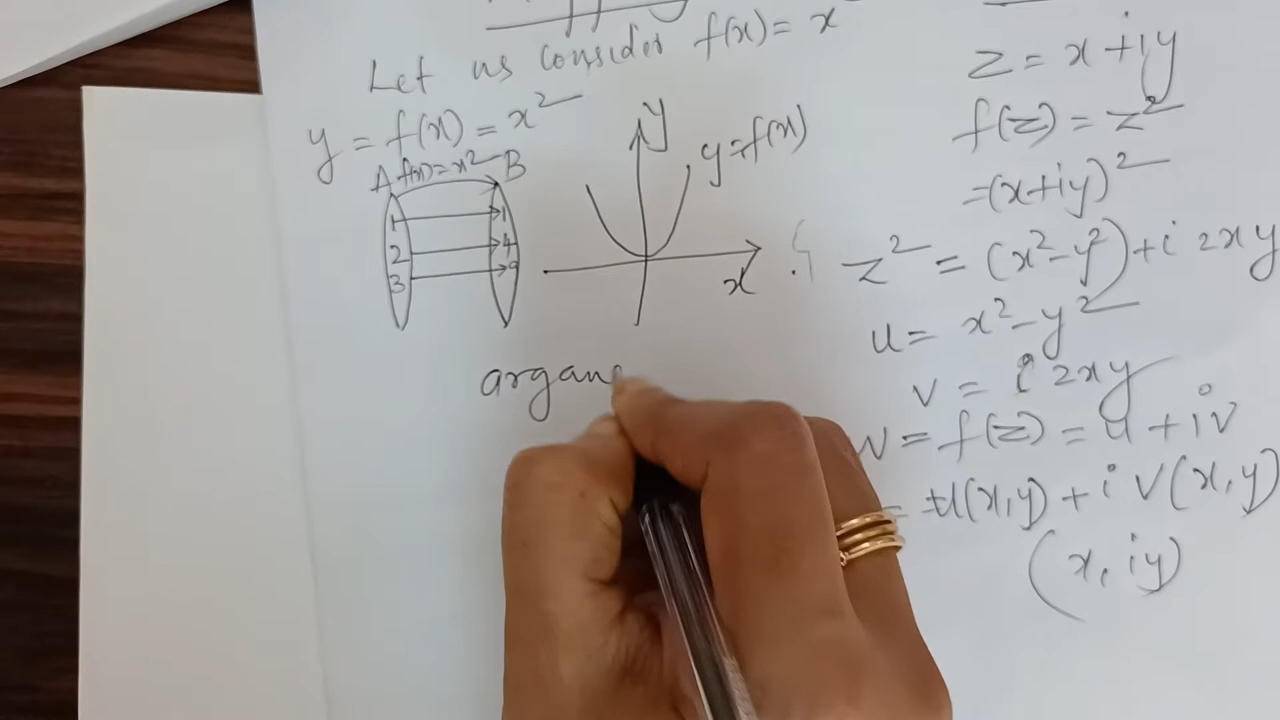 Let us consider f(x) = x
y = f(x) = x²
A f(x)=x² B
1 1
2 4
3 9
y
y=f(x)
x
argan
z = x + iy
f(z) = z²
=(x+iy)²
z² = (x²-y²)+i 2xy
u = x²-y²
v = i 2xy
w = f(z) = u + iv
= u(x,y) + i v(x,y)
(x, iy)